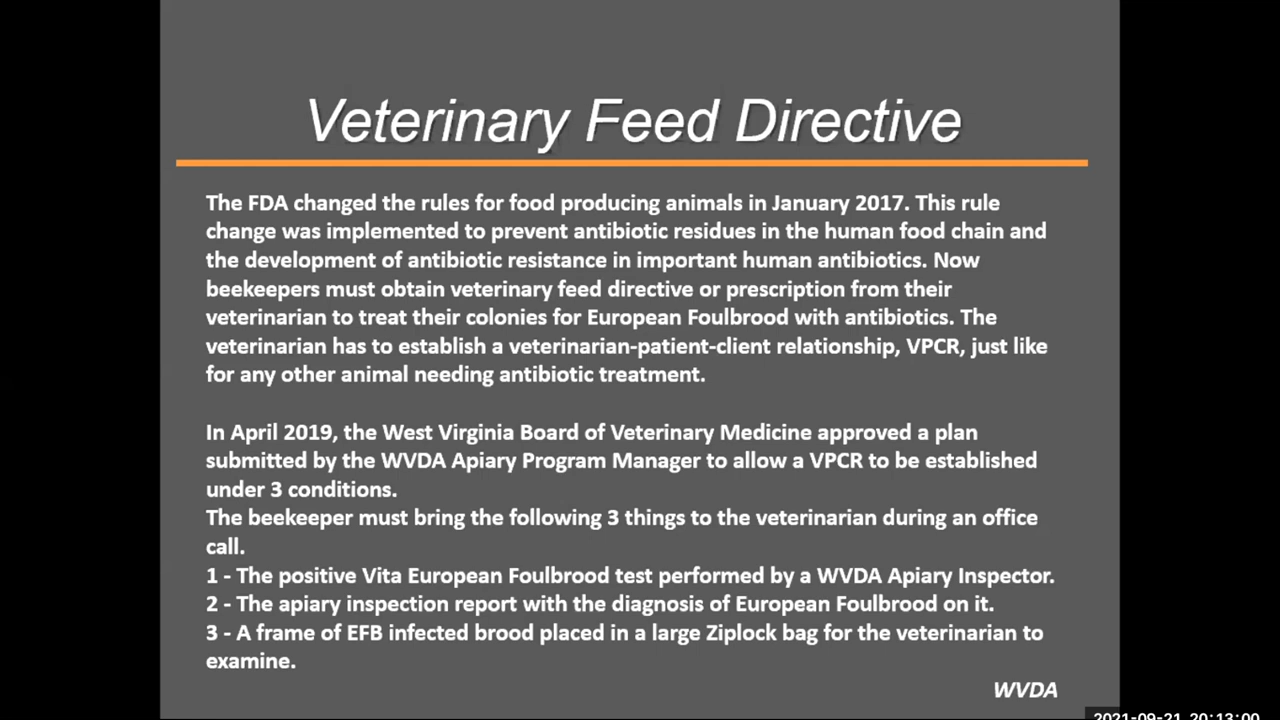 Veterinary Feed Directive
The FDA changed the rules for food producing animals in January 2017. This rule
change was implemented to prevent antibiotic residues in the human food chain and
the development of antibiotic resistance in important human antibiotics. Now
beekeepers must obtain veterinary feed directive or prescription from their
veterinarian to treat their colonies for European Foulbrood with antibiotics. The
veterinarian has to establish a veterinarian-patient-client relationship, VPCR, just like
for any other animal needing antibiotic treatment.
In April 2019, the West Virginia Board of Veterinary Medicine approved a plan
submitted by the WVDA Apiary Program Manager to allow a VPCR to be established
under 3 conditions.
The beekeeper must bring the following 3 things to the veterinarian during an office
call.
1 - The positive Vita European Foulbrood test performed by a WVDA Apiary Inspector.
2 - The apiary inspection report with the diagnosis of European Foulbrood on it.
3 - A frame of EFB infected brood placed in a large Ziplock bag for the veterinarian to
examine.
WVDA
2021-09-21 20:13:00